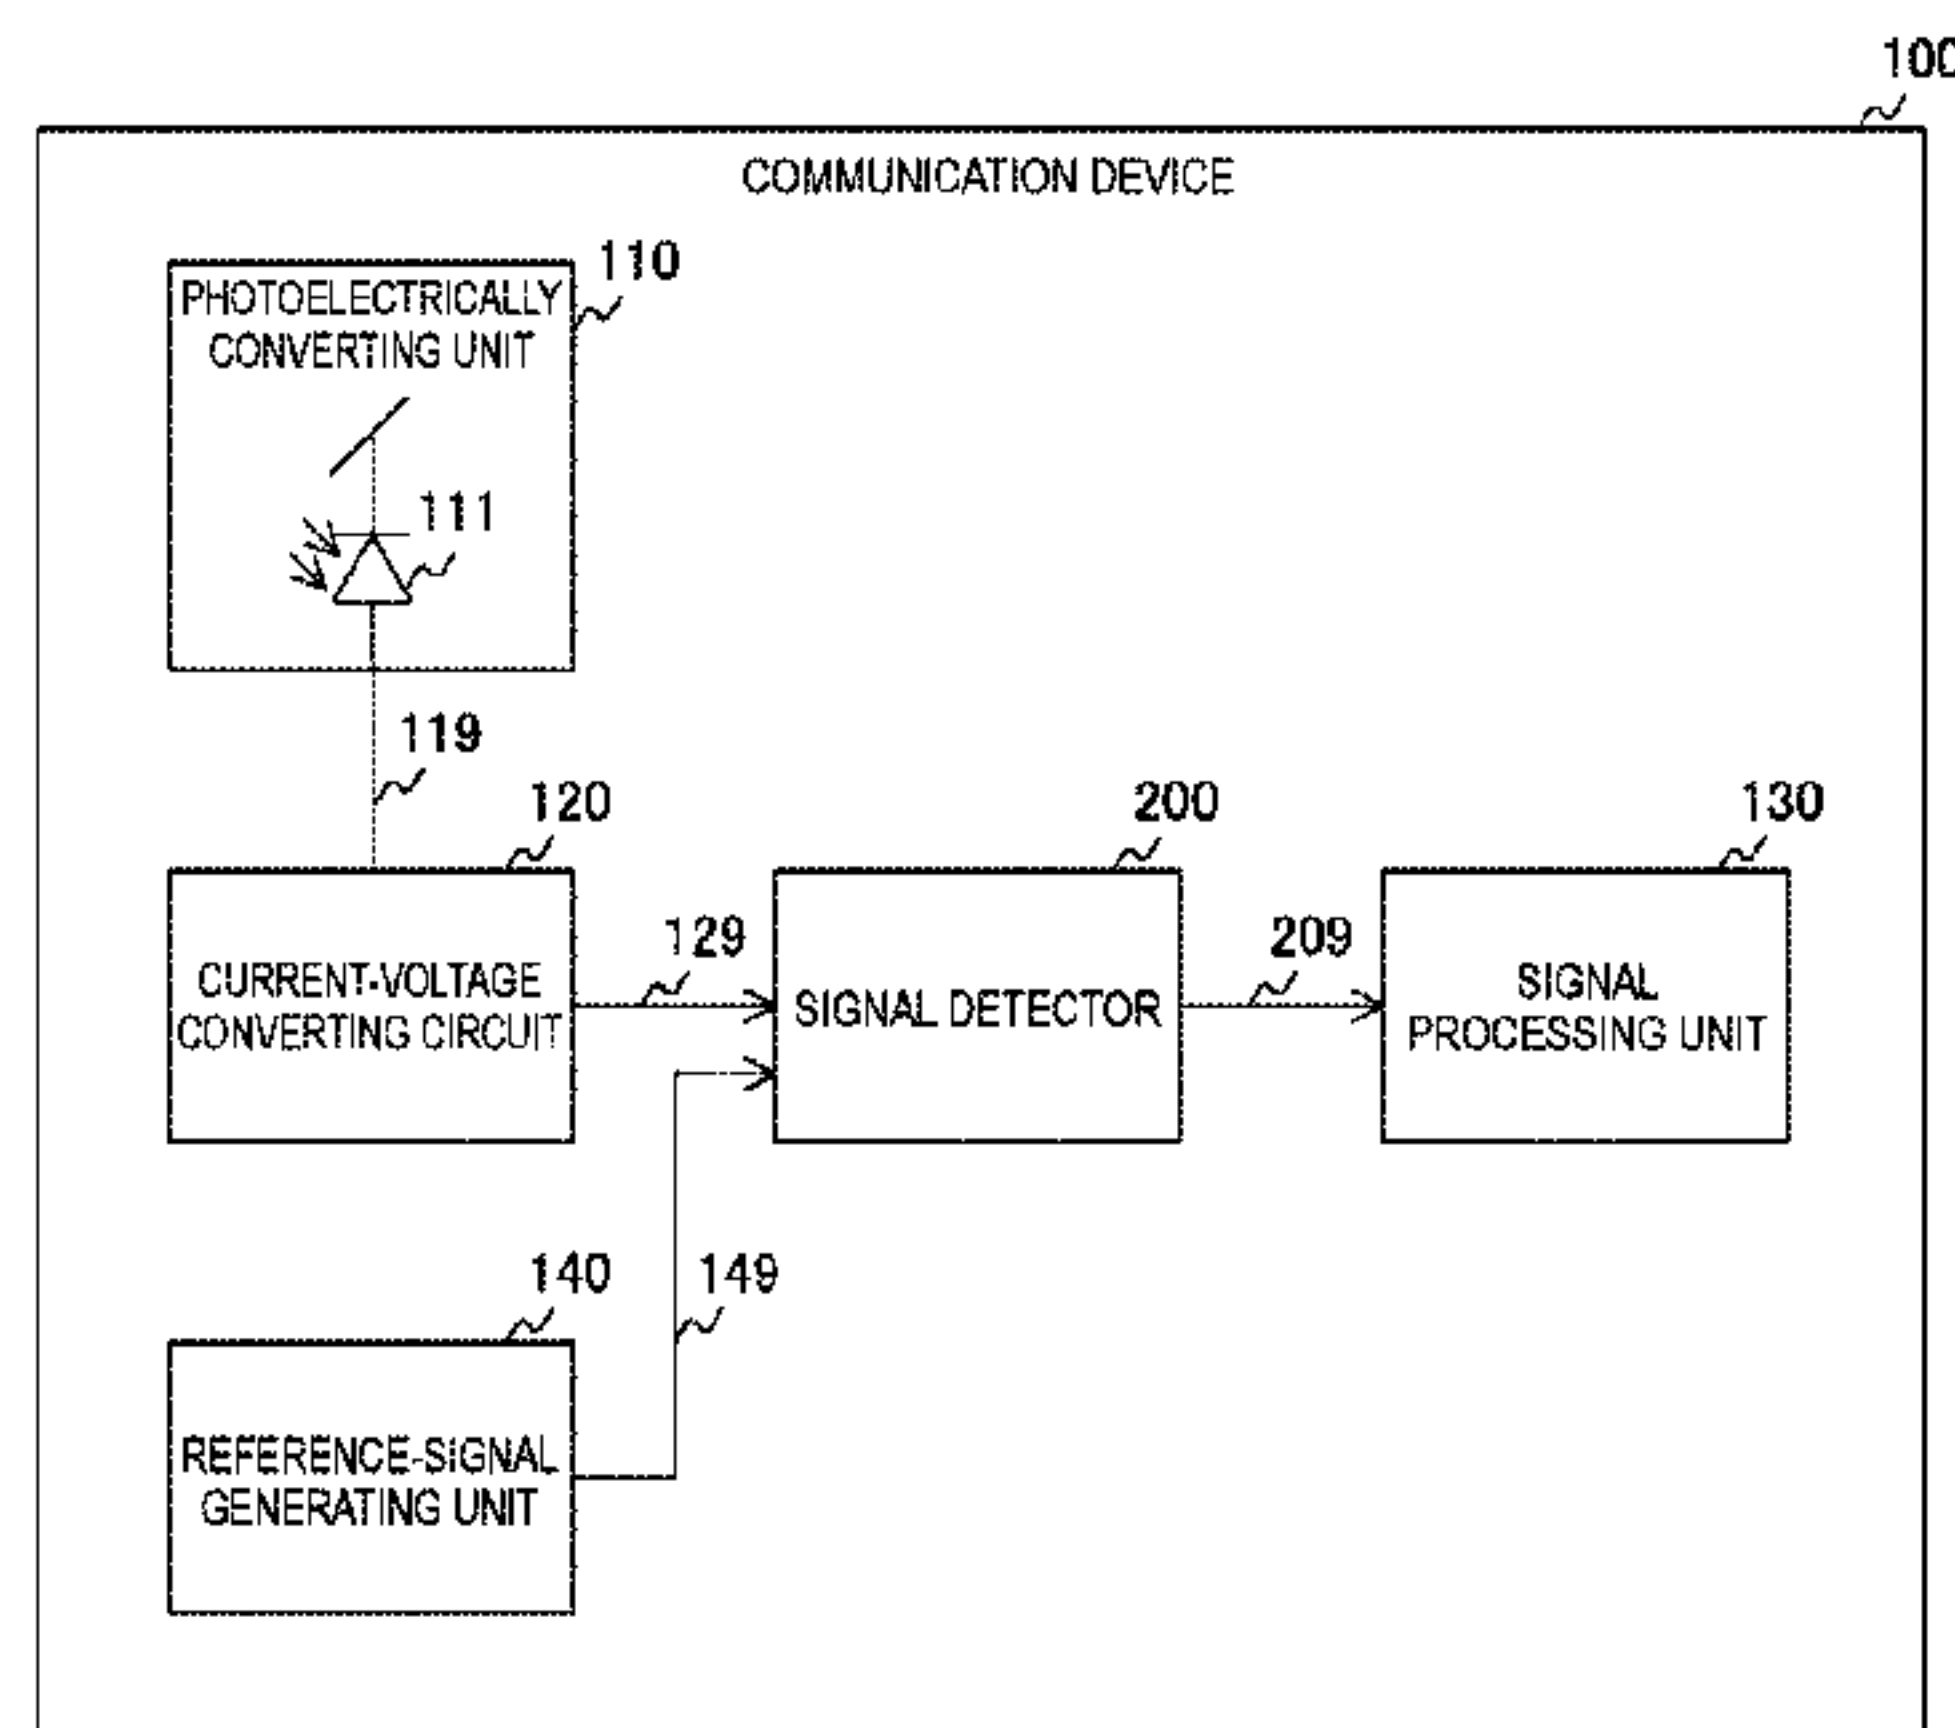 100
COMMUNICATION DEVICE
110
PHOTOELECTRICALLY
CONVERTING UNIT
111
119
120
200
130
CURRENT-VOLTAGE
CONVERTING CIRCUIT
129
SIGNAL DETECTOR
209
SIGNAL
PROCESSING UNIT
140
149
REFERENCE-SIGNAL
GENERATING UNIT